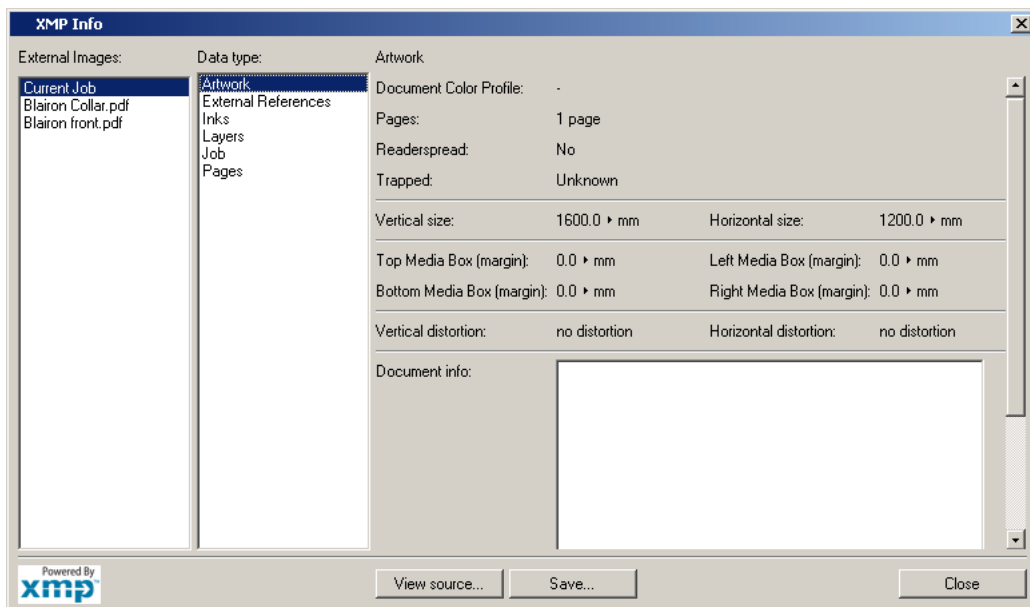 XMP Info
External Images:
Current Job
Blairon Collar.pdf
Blairon front.pdf
Data type:
Artwork
External References
Inks
Layers
Job
Pages
Artwork
Document Color Profile: -
Pages: 1 page
Readerspread: No
Trapped: Unknown
Vertical size: 1600.0 ‣ mm Horizontal size: 1200.0 ‣ mm
Top Media Box (margin): 0.0 ‣ mm Left Media Box (margin): 0.0 ‣ mm
Bottom Media Box (margin): 0.0 ‣ mm Right Media Box (margin): 0.0 ‣ mm
Vertical distortion: no distortion Horizontal distortion: no distortion
Document info:
Powered By
xmp™
View source... Save... Close